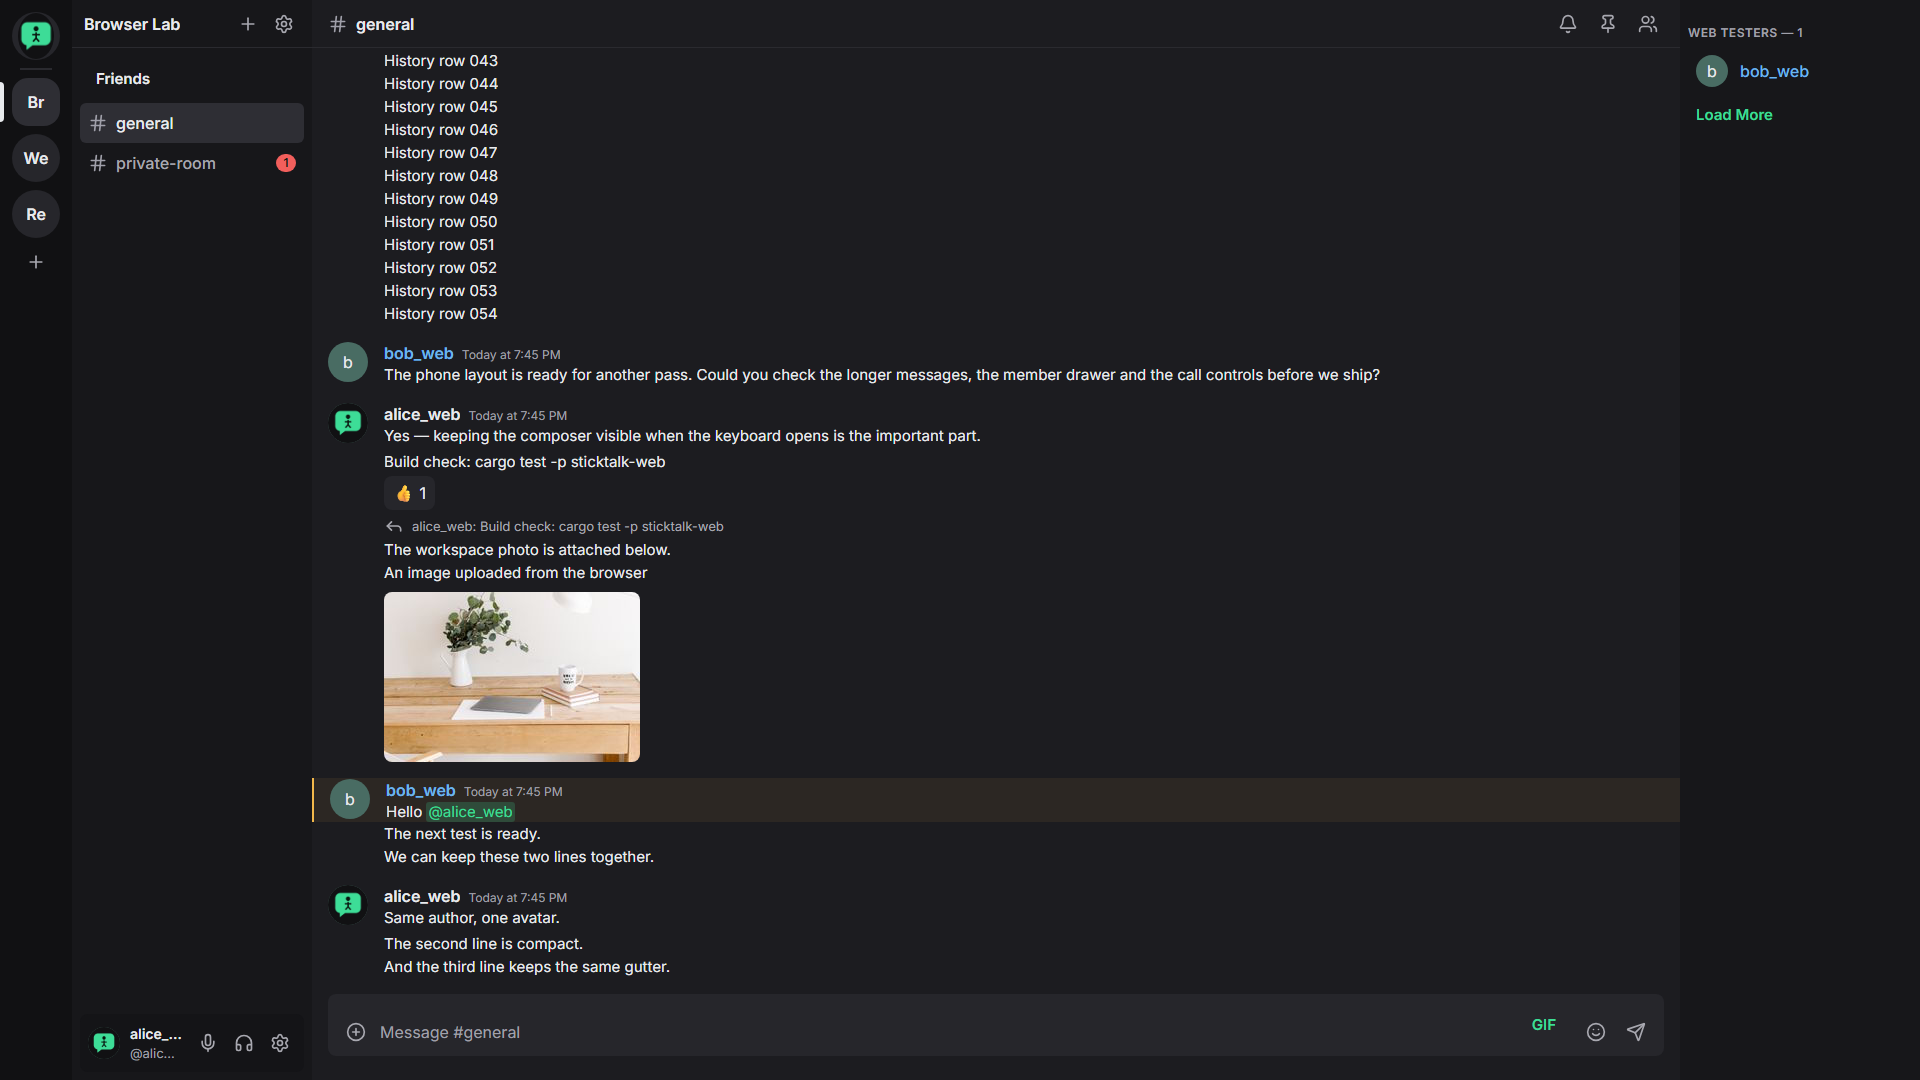 Browser Lab
Friends
general
private-room
1
Br
We
Re
general
History row 043
History row 044
History row 045
History row 046
History row 047
History row 048
History row 049
History row 050
History row 051
History row 052
History row 053
History row 054
b
bob_web Today at 7:45 PM
The phone layout is ready for another pass. Could you check the longer messages, the member drawer and the call controls before we ship?
alice_web Today at 7:45 PM
Yes — keeping the composer visible when the keyboard opens is the important part.
Build check: cargo test -p sticktalk-web
👍 1
alice_web: Build check: cargo test -p sticktalk-web
The workspace photo is attached below.
An image uploaded from the browser
b
bob_web Today at 7:45 PM
Hello @alice_web
The next test is ready.
We can keep these two lines together.
alice_web Today at 7:45 PM
Same author, one avatar.
The second line is compact.
And the third line keeps the same gutter.
Message #general
GIF
alice_...
@alic...
WEB TESTERS — 1
b
bob_web
Load More